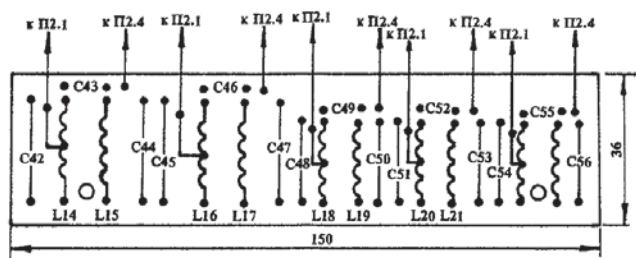 к П2.1 к П2.4 к П2.1 к П2.4 к П2.1 к П2.4 к П2.1 к П2.4 к П2.1 к П2.4
C43 C46 C49 C52 C55
C42 C44 C45 C47 C48 C50 C51 C53 C54 C56
36
L14 L15 L16 L17 L18 L19 L20 L21
150